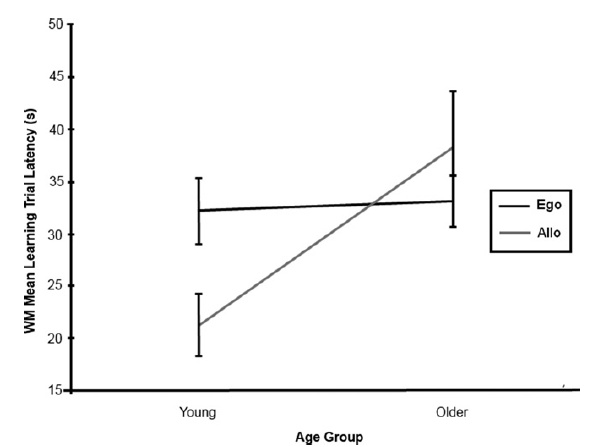 50
45
40
35
30
25
20
15
WM Mean Learning Trial Latency (s)
Ego
Allo
Young
Older
Age Group